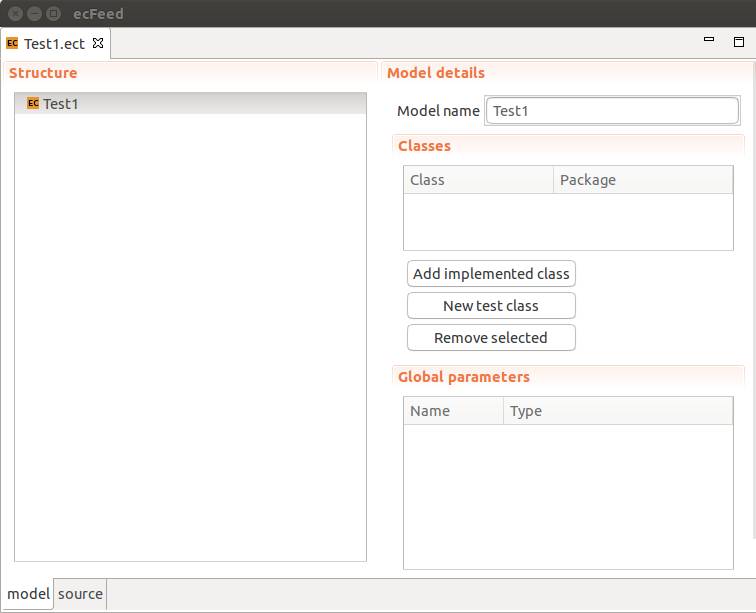 ecFeed
EC Test1.ect
Structure
EC Test1
Model details
Model name Test1
Classes
Class Package
Add implemented class
New test class
Remove selected
Global parameters
Name Type
model source